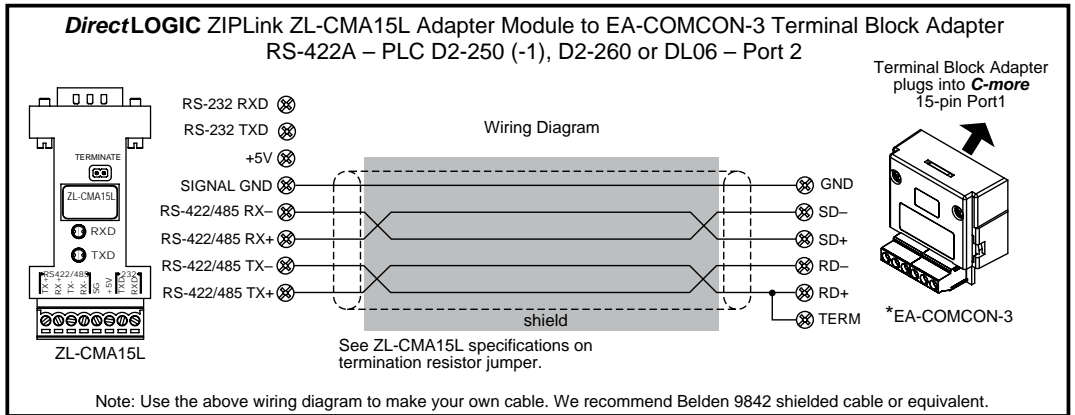 DirectLOGIC ZIPLink ZL-CMA15L Adapter Module to EA-COMCON-3 Terminal Block Adapter
RS-422A – PLC D2-250 (-1), D2-260 or DL06 – Port 2
Terminal Block Adapter
plugs into C-more
15-pin Port1
RS-232 RXD
RS-232 TXD
+5V
SIGNAL GND
RS-422/485 RX–
RS-422/485 RX+
RS-422/485 TX–
RS-422/485 TX+
Wiring Diagram
shield
GND
SD–
SD+
RD–
RD+
TERM
TERMINATE
ZL-CMA15L
RXD
TXD
RS422/485
232
TX+
RX+
TX-
RX-
SG
+5V
TXD
RXD
ZL-CMA15L
See ZL-CMA15L specifications on
termination resistor jumper.
*EA-COMCON-3
Note: Use the above wiring diagram to make your own cable. We recommend Belden 9842 shielded cable or equivalent.